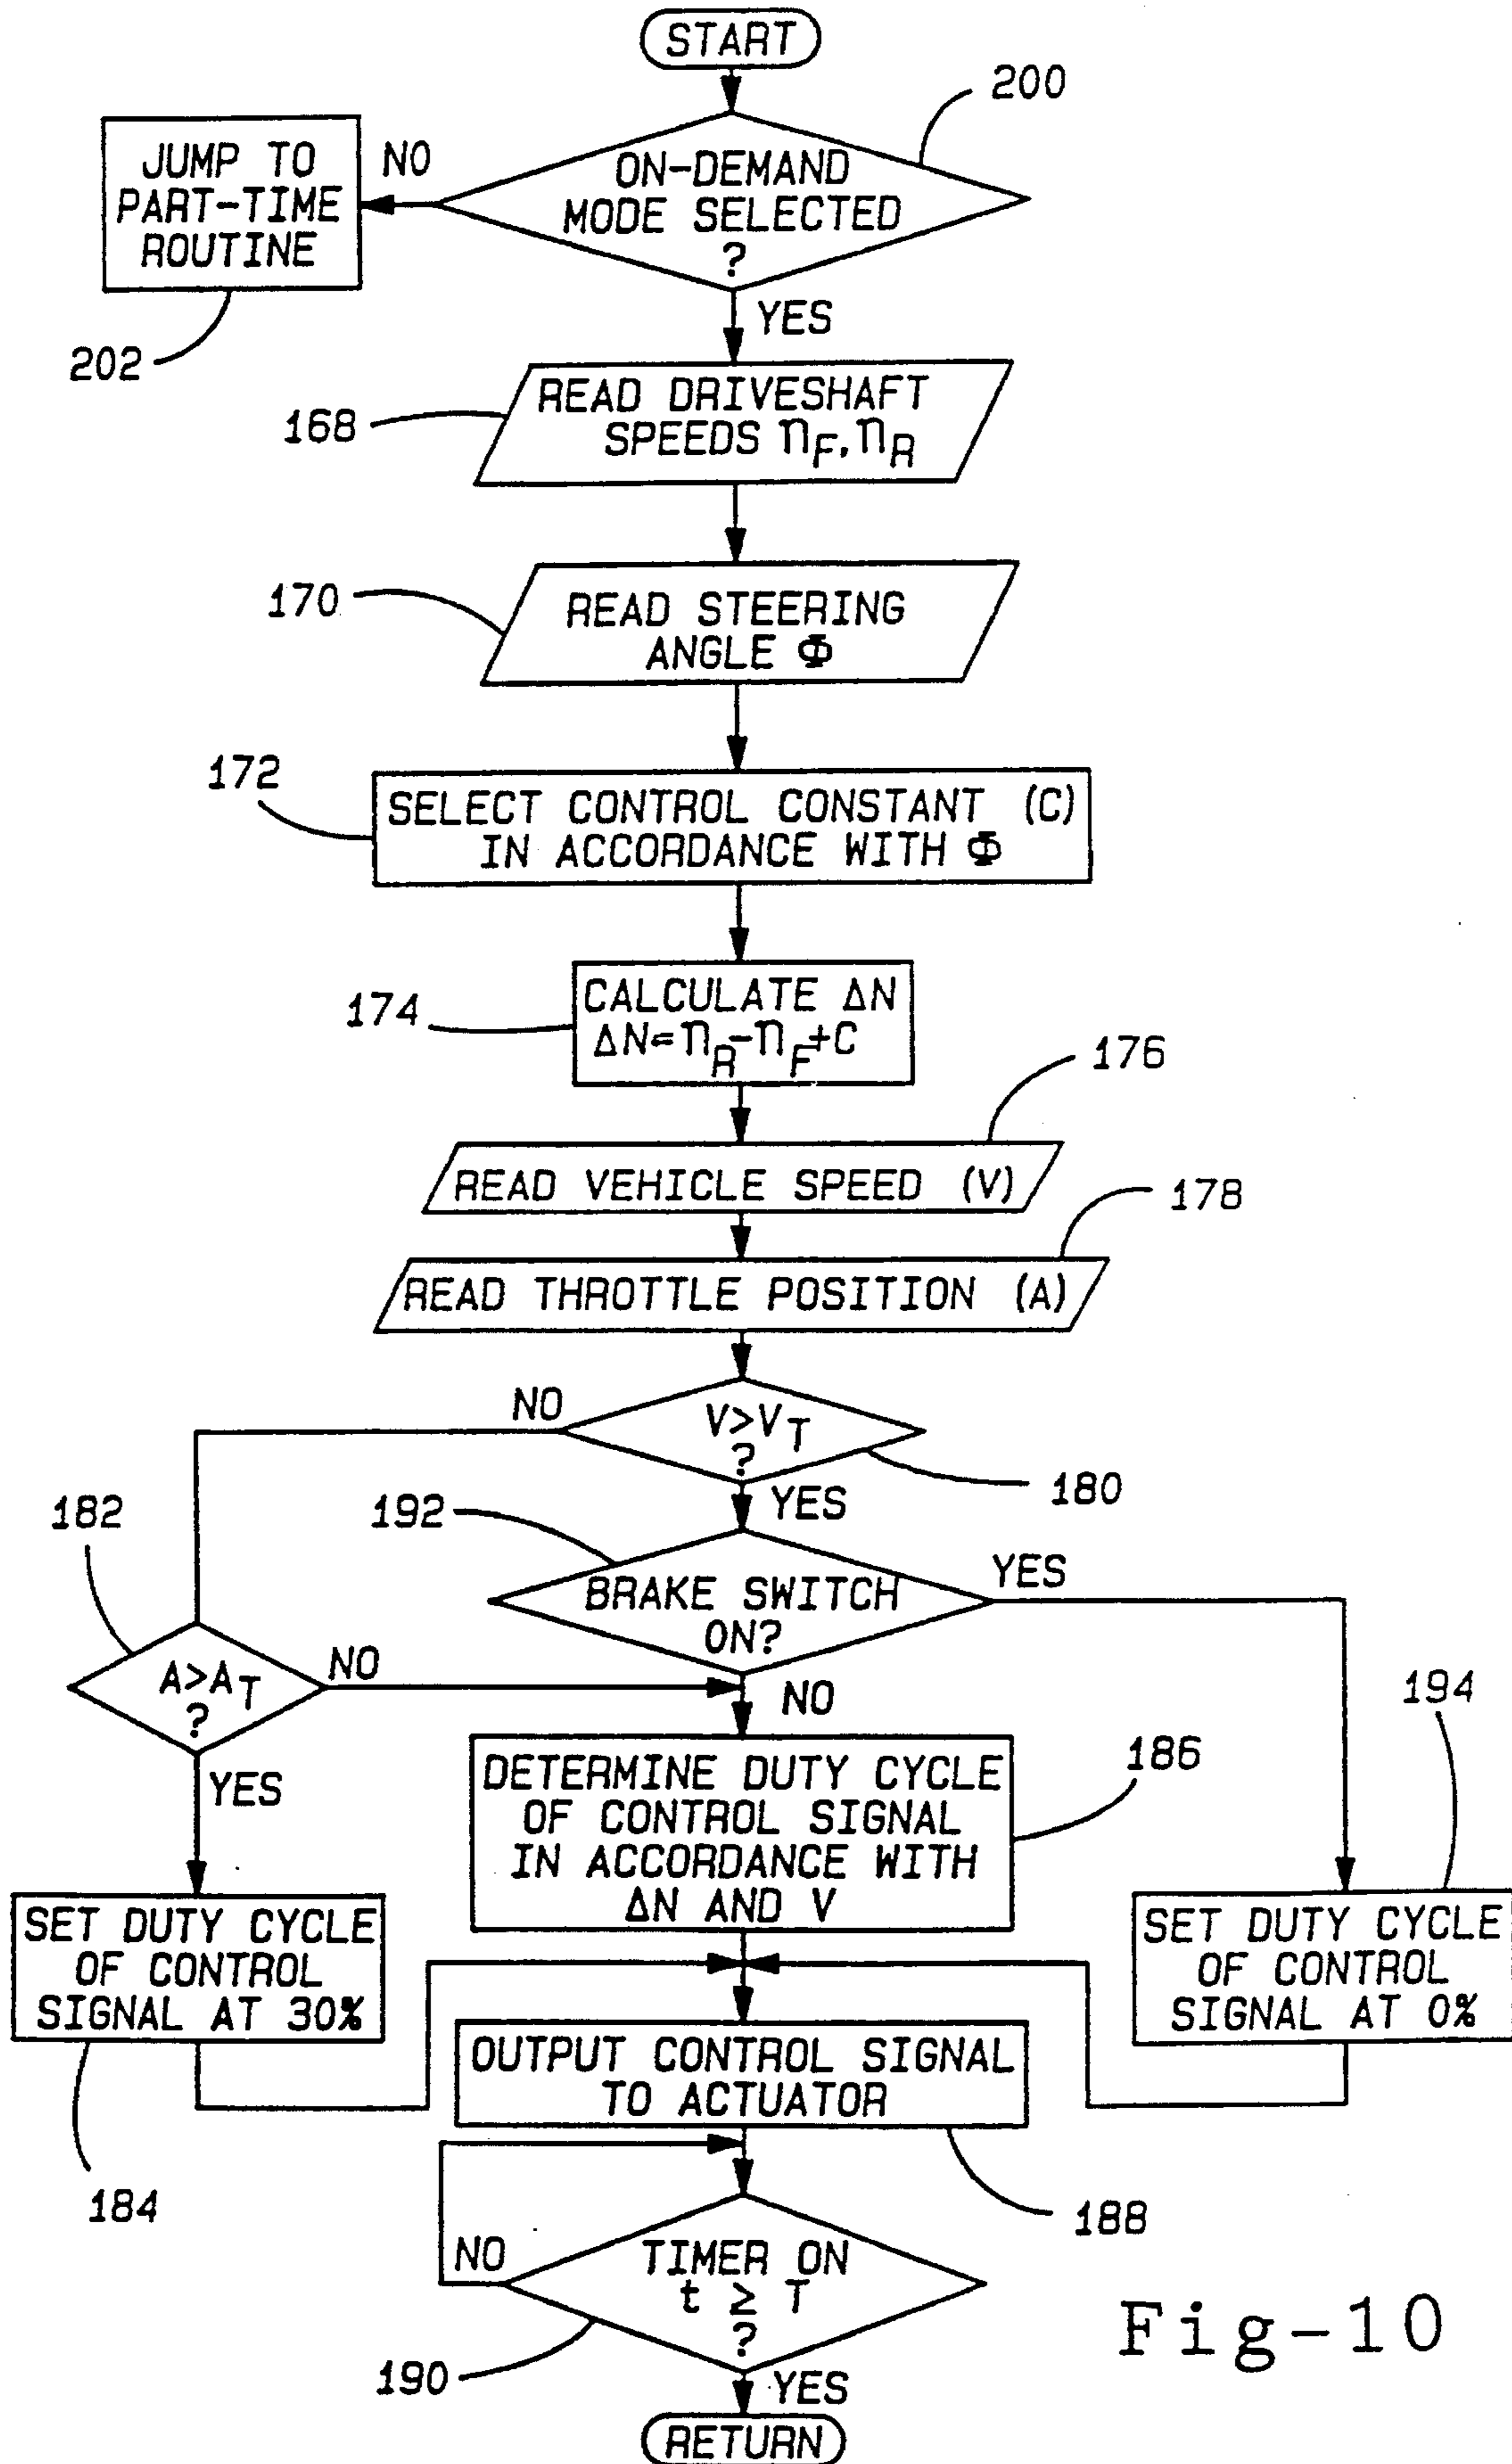 START
200
ON-DEMAND
MODE SELECTED
?
NO
JUMP TO
PART-TIME
ROUTINE
202
YES
READ DRIVESHAFT
SPEEDS nF, nR
168
170
READ STEERING
ANGLE Φ
172
SELECT CONTROL CONSTANT (C)
IN ACCORDANCE WITH Φ
174
CALCULATE ΔN
ΔN=nR-nF+C
176
READ VEHICLE SPEED (V)
178
READ THROTTLE POSITION (A)
NO
V>VT
?
180
YES
182
192
BRAKE SWITCH
ON?
YES
A>AT
?
NO
NO
194
YES
DETERMINE DUTY CYCLE
OF CONTROL SIGNAL
IN ACCORDANCE WITH
ΔN AND V
186
SET DUTY CYCLE
OF CONTROL
SIGNAL AT 30%
SET DUTY CYCLE
OF CONTROL
SIGNAL AT 0%
OUTPUT CONTROL SIGNAL
TO ACTUATOR
184
188
NO
TIMER ON
t ≥ T
?
190
YES
RETURN
Fig-10